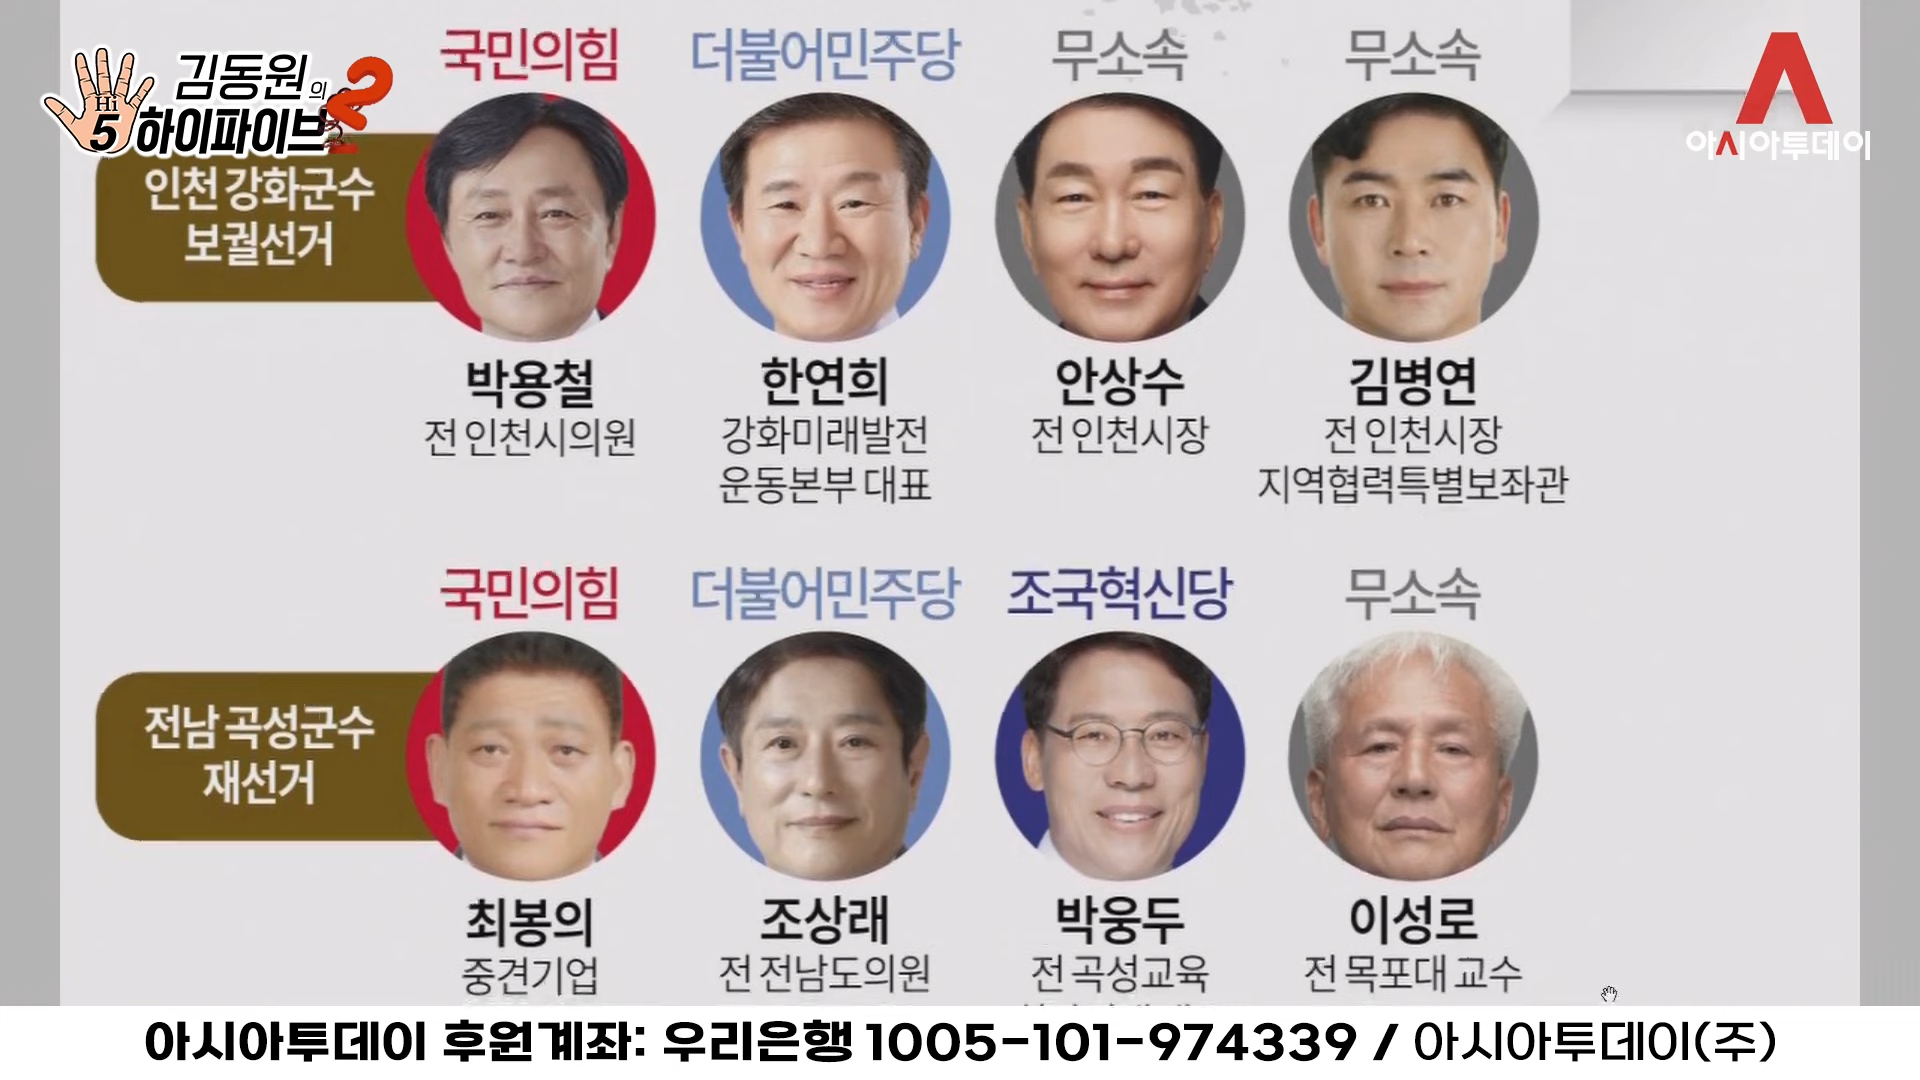 김동원의 2
Hi
5 하이파이브
아시아투데이
인천 강화군수
보궐선거
국민의힘
더불어민주당
무소속
무소속
박용철
전 인천시의원
한연희
강화미래발전
운동본부 대표
안상수
전 인천시장
김병연
전 인천시장
지역협력특별보좌관
전남 곡성군수
재선거
국민의힘
더불어민주당
조국혁신당
무소속
최봉의
중견기업
조상래
전 전남도의원
박웅두
전 곡성교육
이성로
전 목포대 교수
아시아투데이 후원계좌: 우리은행 1005-101-974339 / 아시아투데이(주)